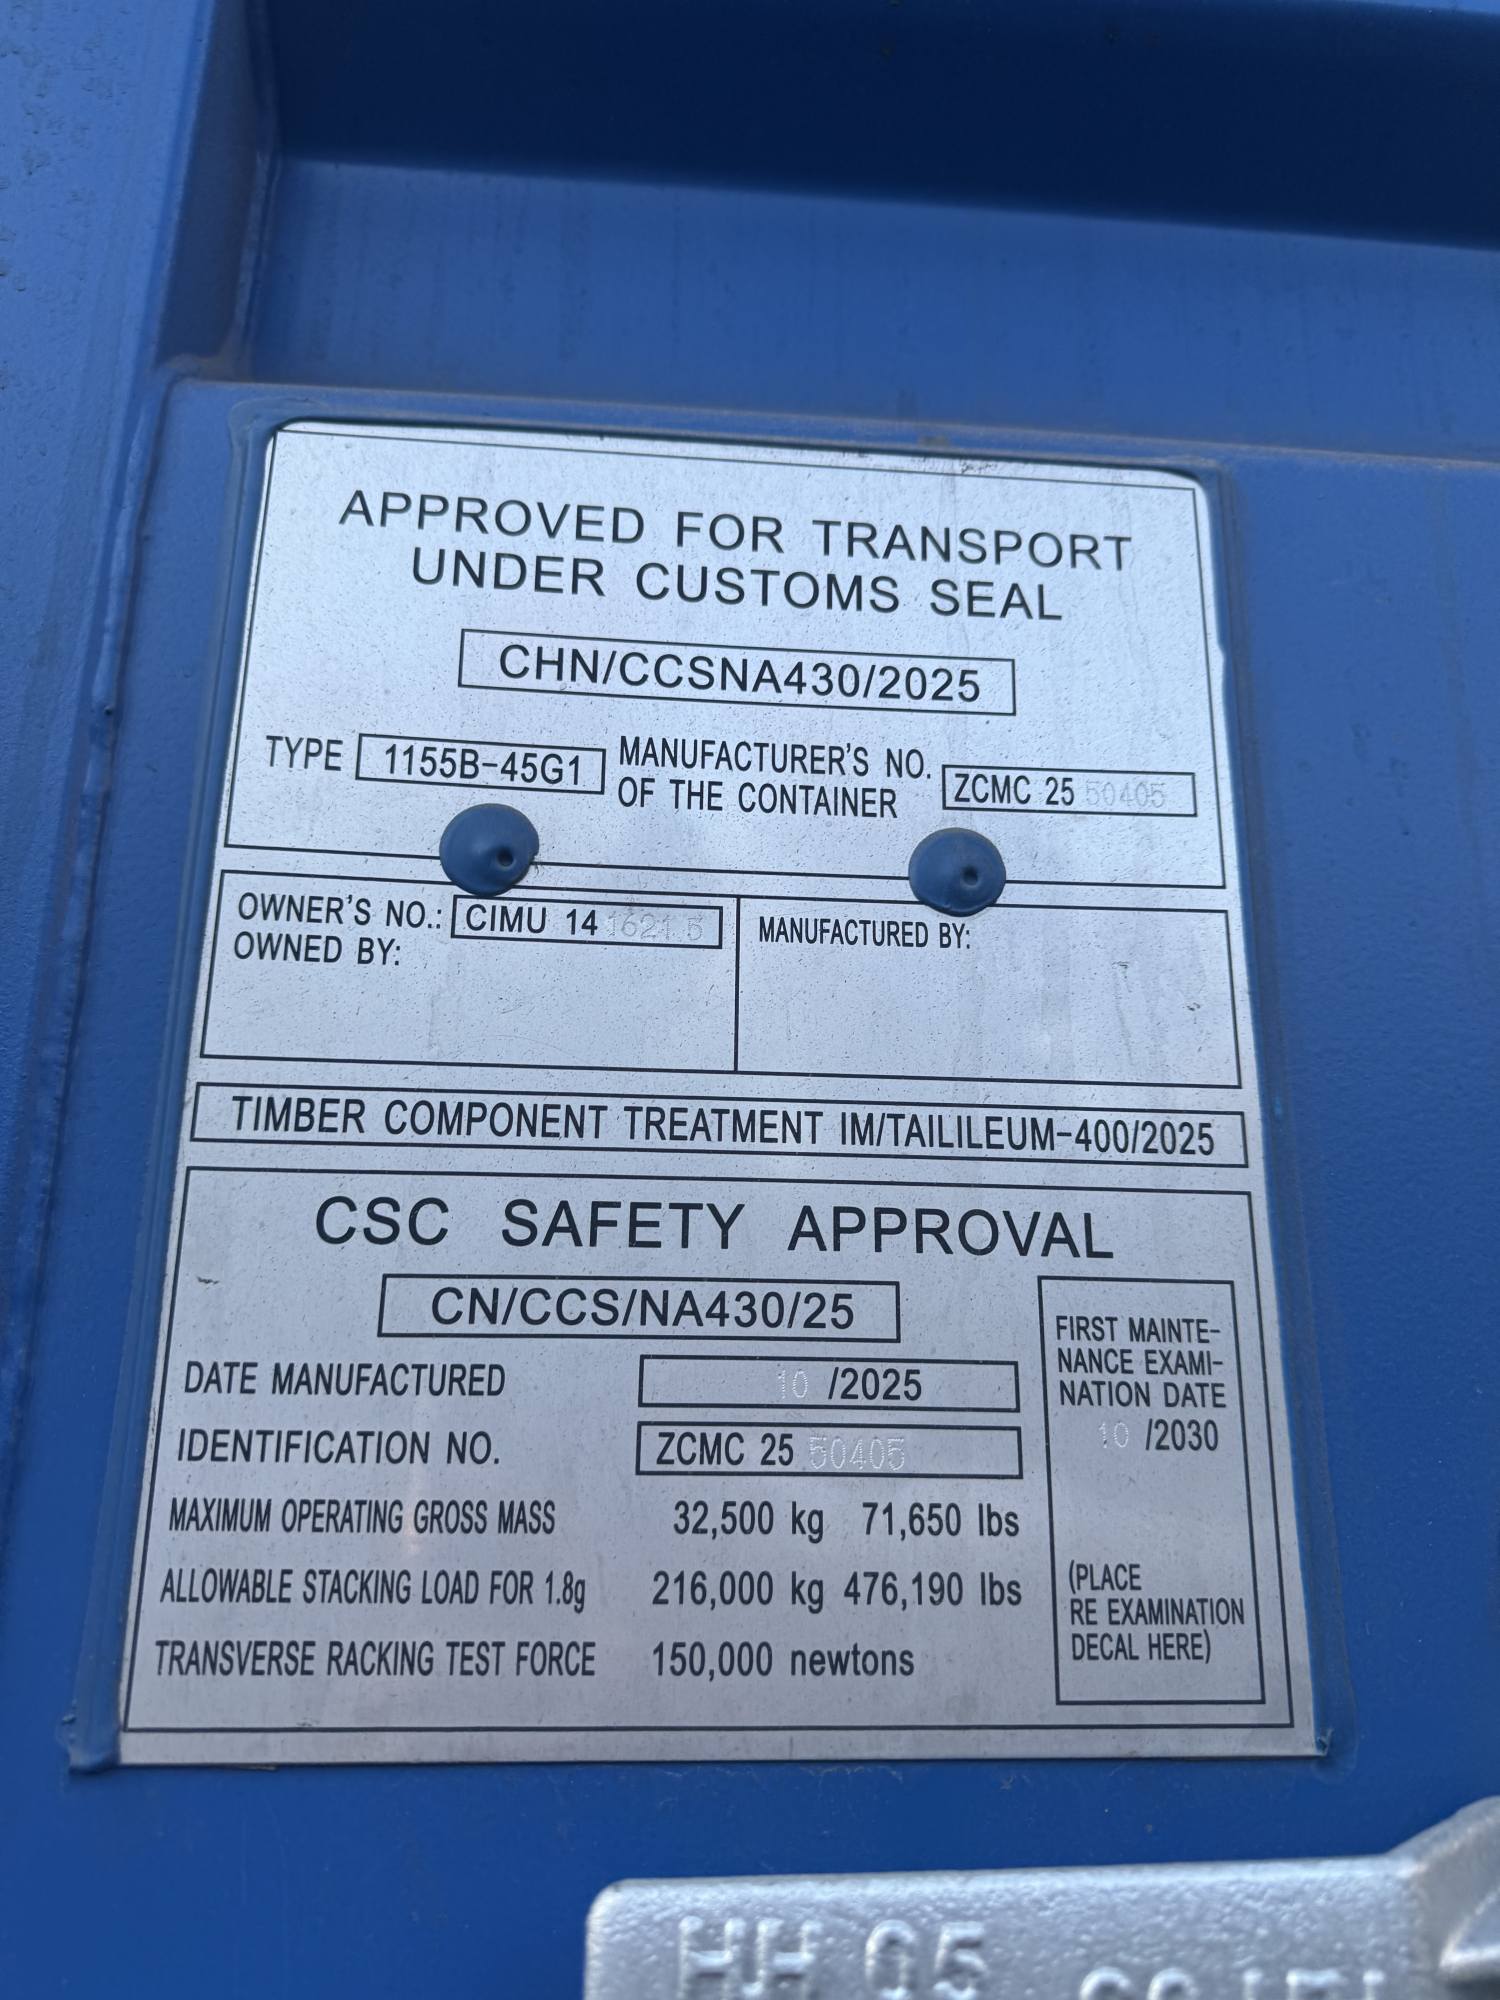 APPROVED FOR TRANSPORT
UNDER CUSTOMS SEAL
CHN/CCSNA430/2025
TYPE 1155B-45G1 MANUFACTURER'S NO. OF THE CONTAINER ZCMC 25 50405
OWNER'S NO.: CIMU 14 1621 5
OWNED BY:
MANUFACTURED BY:
TIMBER COMPONENT TREATMENT IM/TAILILEUM-400/2025
CSC SAFETY APPROVAL
CN/CCS/NA430/25
DATE MANUFACTURED 10 /2025
IDENTIFICATION NO. ZCMC 25 50405
MAXIMUM OPERATING GROSS MASS 32,500 kg 71,650 lbs
ALLOWABLE STACKING LOAD FOR 1.8g 216,000 kg 476,190 lbs
TRANSVERSE RACKING TEST FORCE 150,000 newtons
FIRST MAINTE-
NANCE EXAMI-
NATION DATE
10 /2030
(PLACE
RE EXAMINATION
DECAL HERE)